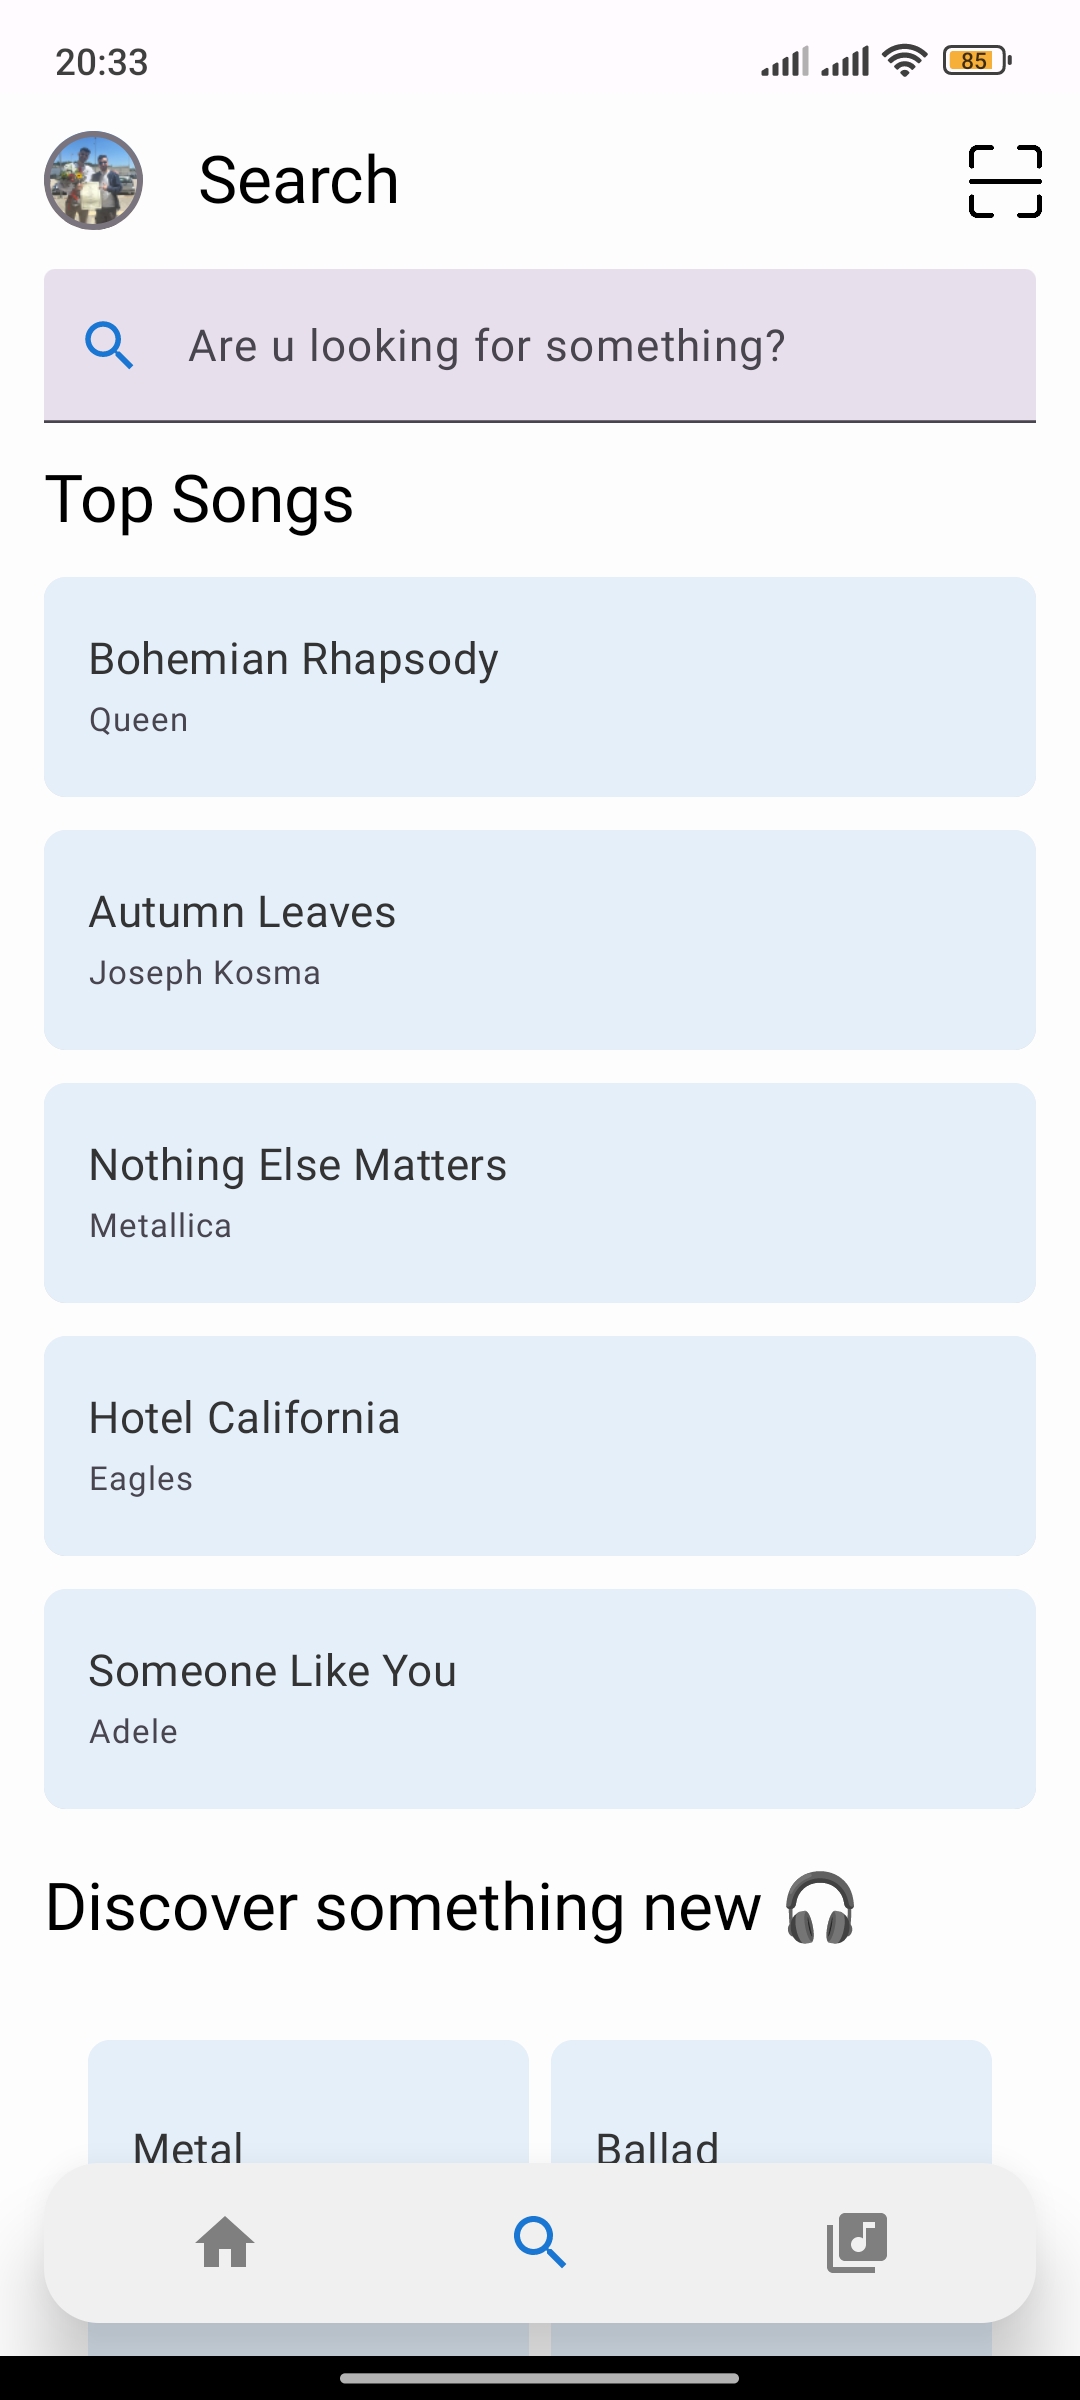 20:33
85
Search
Are u looking for something?
Top Songs
Bohemian Rhapsody
Queen
Autumn Leaves
Joseph Kosma
Nothing Else Matters
Metallica
Hotel California
Eagles
Someone Like You
Adele
Discover something new 🎧
Metal
Ballad